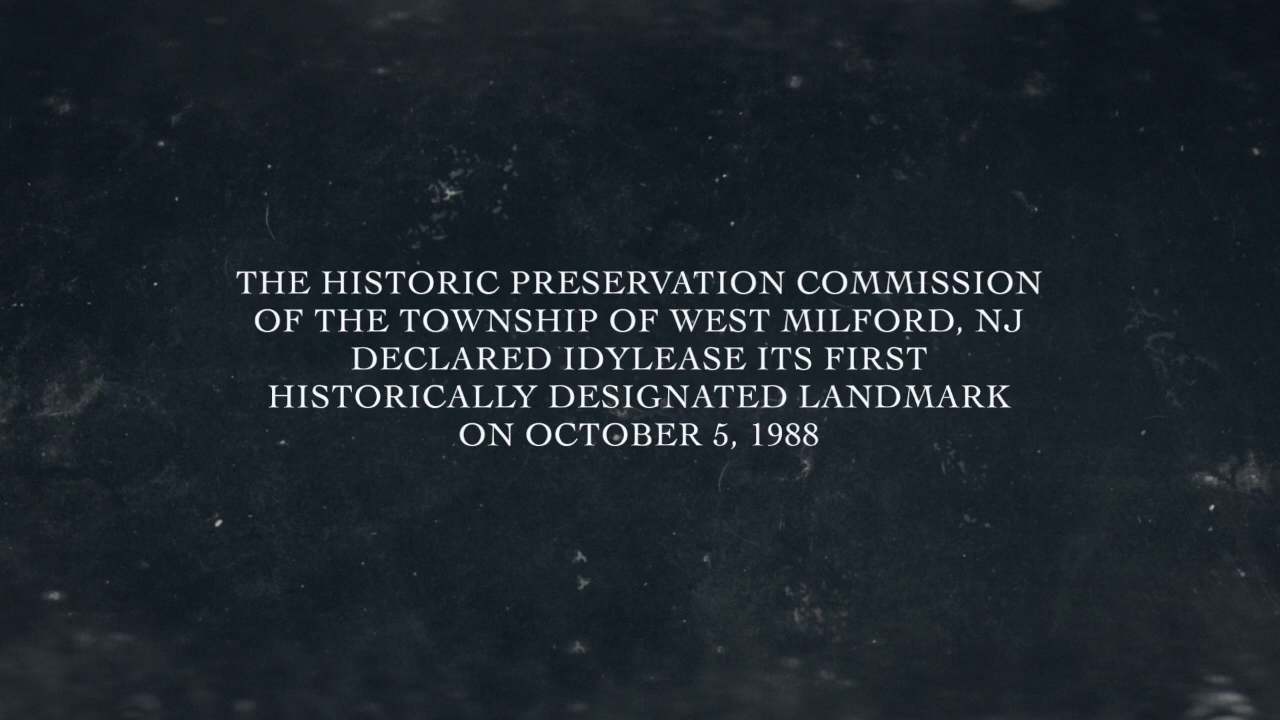 THE HISTORIC PRESERVATION COMMISSION
OF THE TOWNSHIP OF WEST MILFORD, NJ
DECLARED IDYLEASE ITS FIRST
HISTORICALLY DESIGNATED LANDMARK
ON OCTOBER 5, 1988